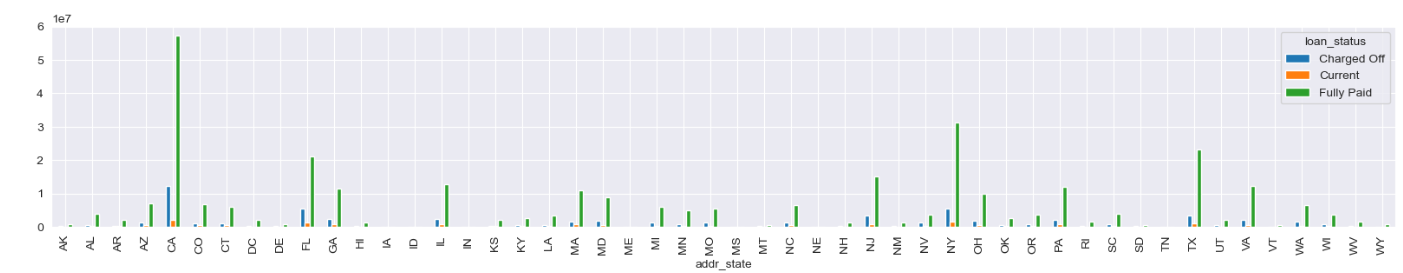 1e7
6
5
4
3
2
1
0
loan_status
Charged Off
Current
Fully Paid
AK AL AR AZ CA CO CT DC DE FL GA HI IA ID IL IN KS KY LA MA MD ME MI MN MO MS MT NC NE NH NJ NM NV NY OH OK OR PA RI SC SD TN TX UT VA VT WA WI WV WY
addr_state